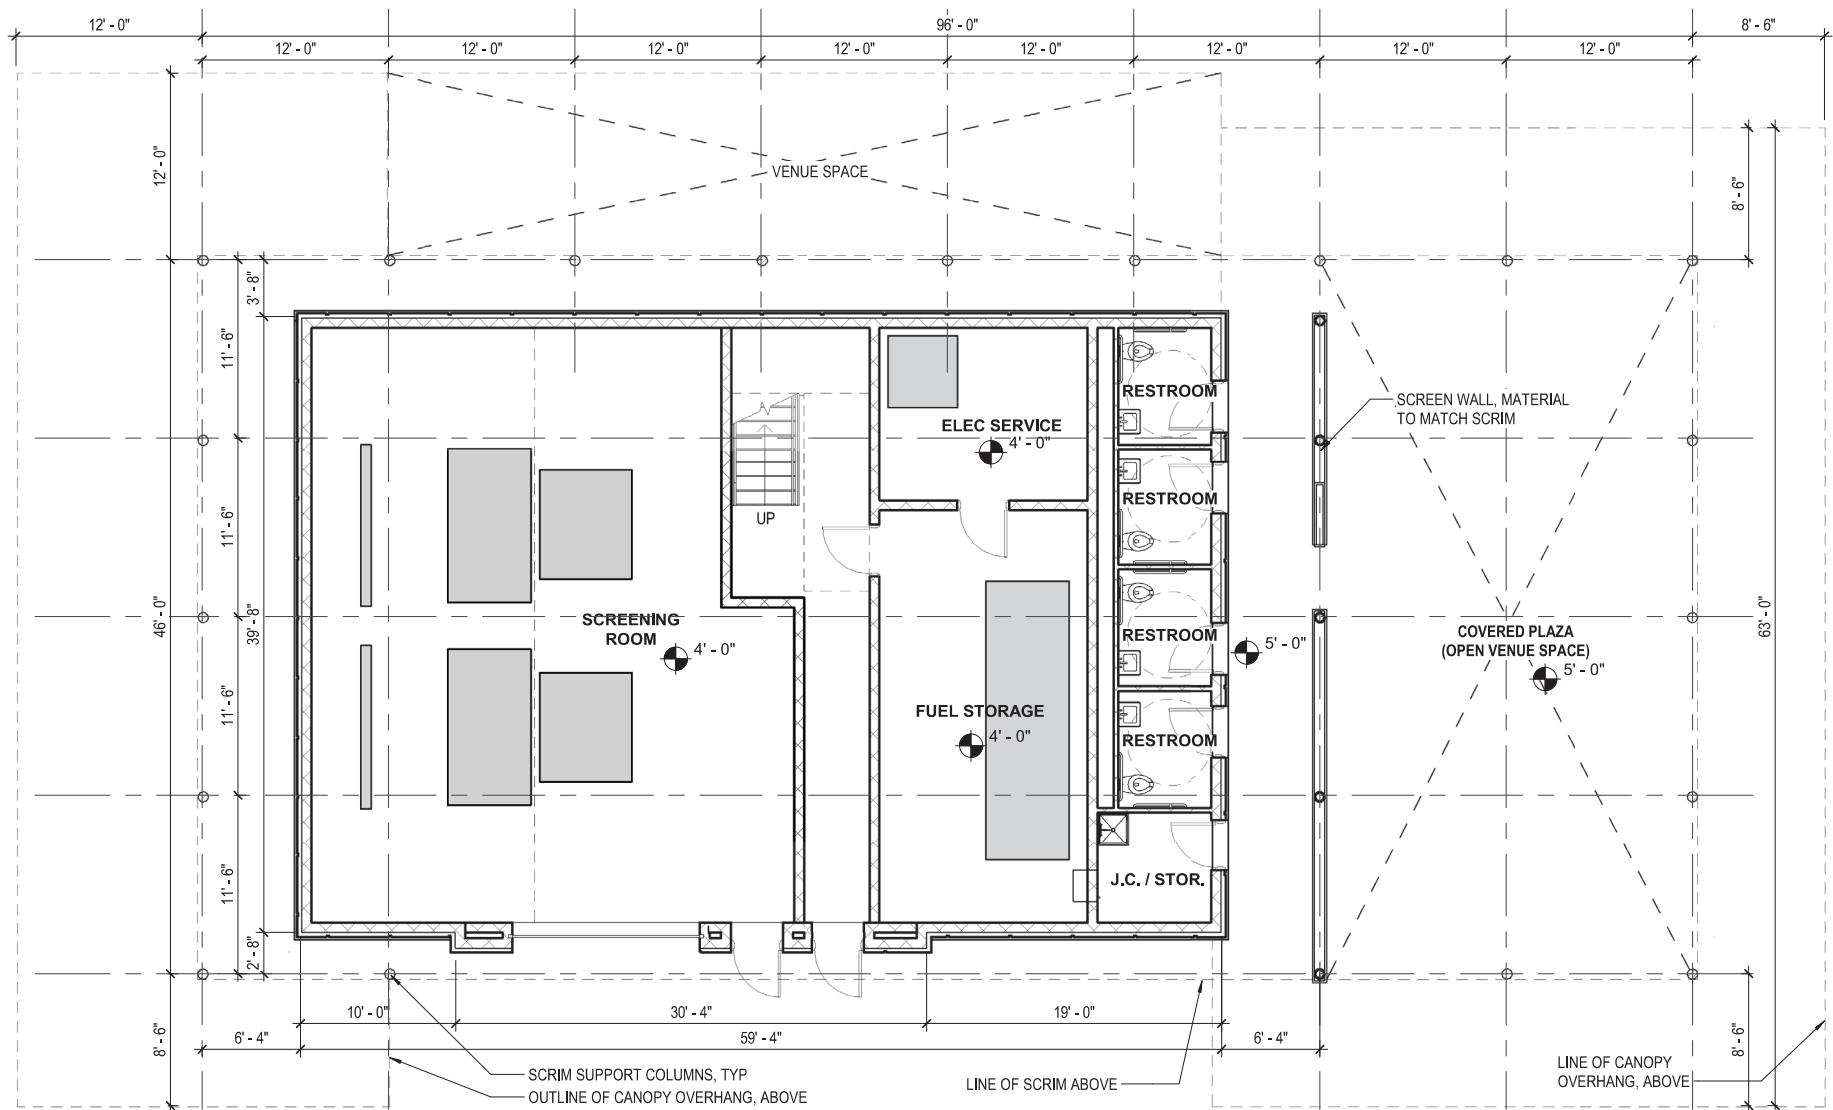 12' - 0"
96' - 0"
8' - 6"
12' - 0"
12' - 0"
12' - 0"
12' - 0"
12' - 0"
12' - 0"
12' - 0"
12' - 0"
12' - 0"
8' - 6"
VENUE SPACE
3' - 8"
11' - 6"
RESTROOM
SCREEN WALL, MATERIAL
TO MATCH SCRIM
ELEC SERVICE
4' - 0"
RESTROOM
UP
11' - 6"
46' - 0"
39' - 8"
SCREENING
ROOM
4' - 0"
RESTROOM
5' - 0"
COVERED PLAZA
(OPEN VENUE SPACE)
5' - 0"
63' - 0"
11' - 6"
FUEL STORAGE
4' - 0"
RESTROOM
11' - 6"
J.C. / STOR.
2' - 8"
10' - 0"
30' - 4"
19' - 0"
8' - 6"
6' - 4"
59' - 4"
6' - 4"
8' - 6"
SCRIM SUPPORT COLUMNS, TYP
OUTLINE OF CANOPY OVERHANG, ABOVE
LINE OF SCRIM ABOVE
LINE OF CANOPY
OVERHANG, ABOVE